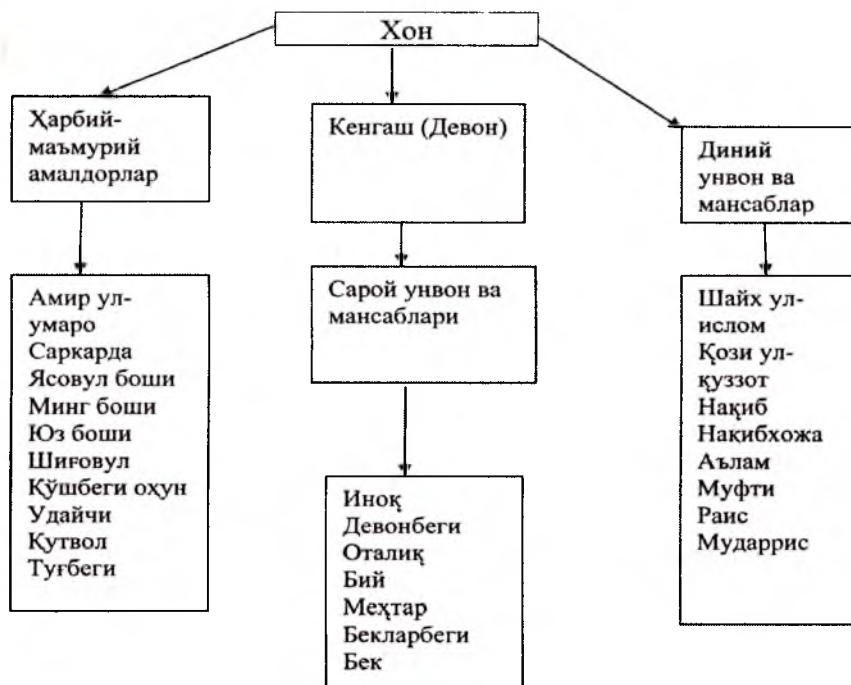 Хон
Ҳарбий-
маъмурий
амалдорлар
Кенгаш (Девон)
Диний
унвон ва
мансаблар
Амир ул-
умаро
Саркарда
Ясовул боши
Минг боши
Юз боши
Шиғовул
Қўшбеги оҳун
Удайчи
Қутвол
Туғбеги
Сарой унвон ва
мансаблари
Иноқ
Девонбеги
Оталиқ
Бий
Меҳтар
Бекларбеги
Бек
Шайх ул-
ислом
Қози ул-
қуззот
Нақиб
Нақибхожа
Аълам
Муфти
Раис
Мударрис